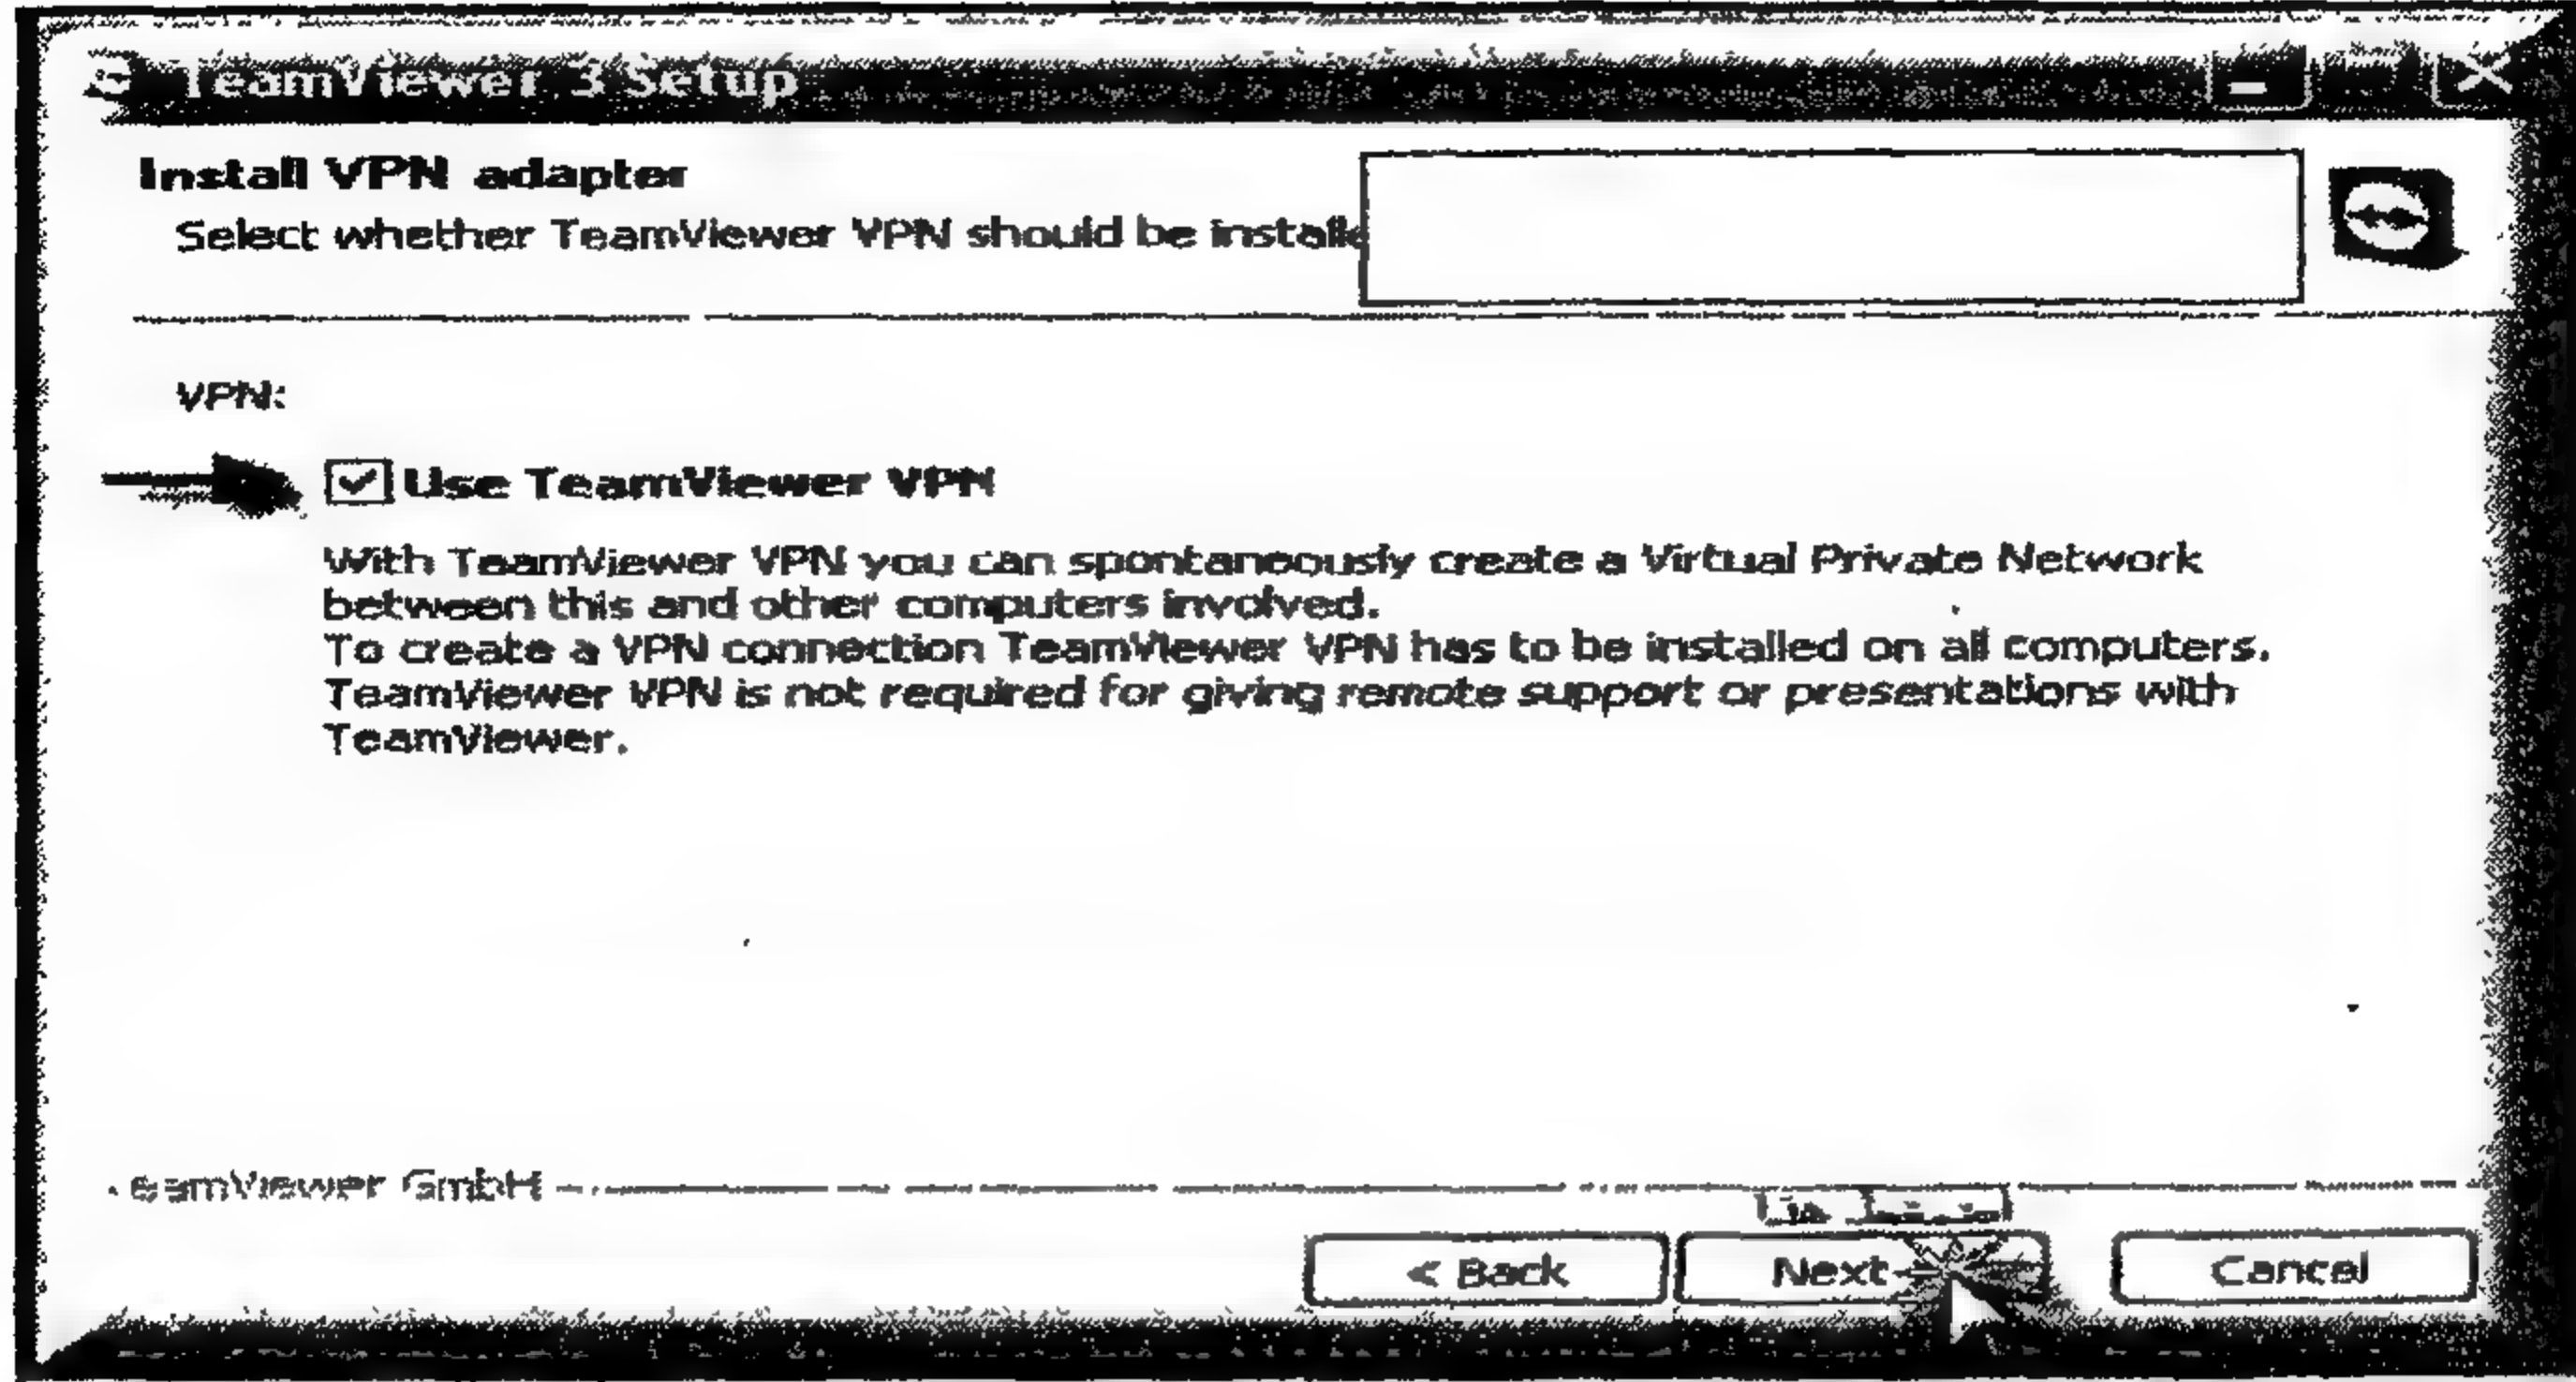 TeamViewer 3 Setup
Install VPN adapter
Select whether TeamViewer VPN should be installe
VPN:
Use TeamViewer VPN
With TeamViewer VPN you can spontaneously create a Virtual Private Network
between this and other computers involved.
To create a VPN connection TeamViewer VPN has to be installed on all computers.
TeamViewer VPN is not required for giving remote support or presentations with
TeamViewer.
eamViewer GmbH
< Back
Next
Cancel